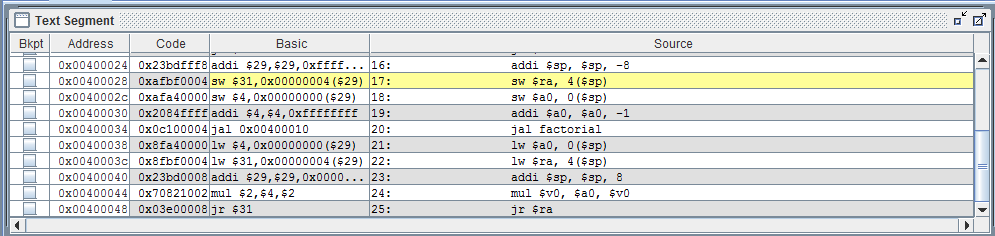 Text Segment
Bkpt Address Code Basic Source
0x00400024 0x23bdfff8 addi $29,$29,0xffff... 16: addi $sp, $sp, -8
0x00400028 0xafbf0004 sw $31,0x00000004($29) 17: sw $ra, 4($sp)
0x0040002c 0xafa40000 sw $4,0x00000000($29) 18: sw $a0, 0($sp)
0x00400030 0x2084ffff addi $4,$4,0xffffffff 19: addi $a0, $a0, -1
0x00400034 0x0c100004 jal 0x00400010 20: jal factorial
0x00400038 0x8fa40000 lw $4,0x00000000($29) 21: lw $a0, 0($sp)
0x0040003c 0x8fbf0004 lw $31,0x00000004($29) 22: lw $ra, 4($sp)
0x00400040 0x23bd0008 addi $29,$29,0x0000... 23: addi $sp, $sp, 8
0x00400044 0x70821002 mul $2,$4,$2 24: mul $v0, $a0, $v0
0x00400048 0x03e00008 jr $31 25: jr $ra